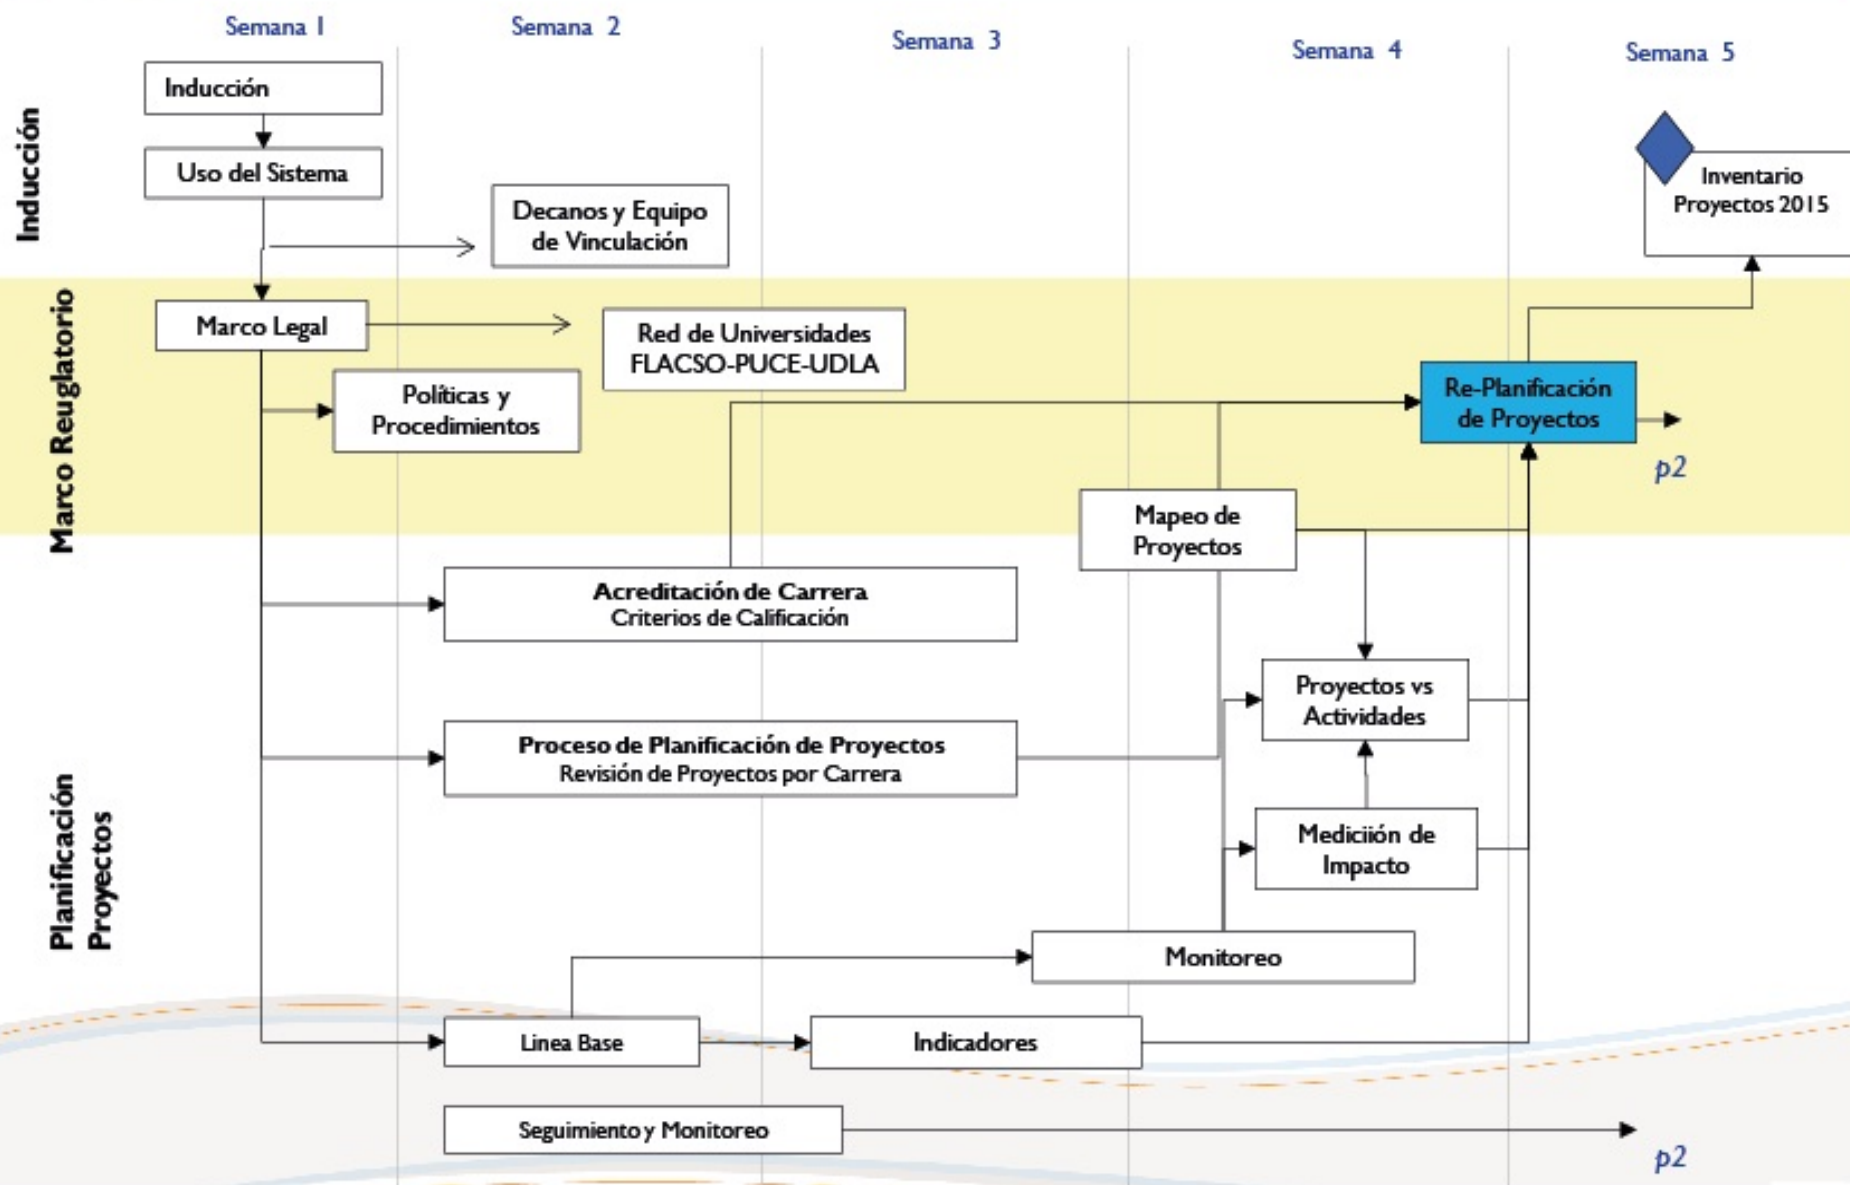 Semana 1
Semana 2
Semana 3
Semana 4
Semana 5
Inducción
Inducción
Uso del Sistema
Decanos y Equipo
de Vinculación
Inventario
Proyectos 2015
Marco Reuglatorio
Marco Legal
Red de Universidades
FLACSO-PUCE-UDLA
Políticas y
Procedimientos
Re-Planificación
de Proyectos
p2
Mapeo de
Proyectos
Planificación
Proyectos
Acreditación de Carrera
Criterios de Calificación
Proyectos vs
Actividades
Proceso de Planificación de Proyectos
Revisión de Proyectos por Carrera
Mediciión de
Impacto
Monitoreo
Linea Base
Indicadores
Seguimiento y Monitoreo
p2